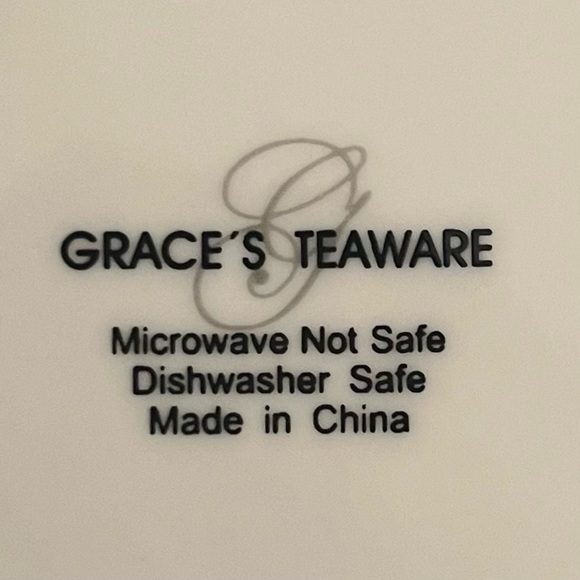 G
GRACE´S TEAWARE
Microwave Not Safe
Dishwasher Safe
Made in China